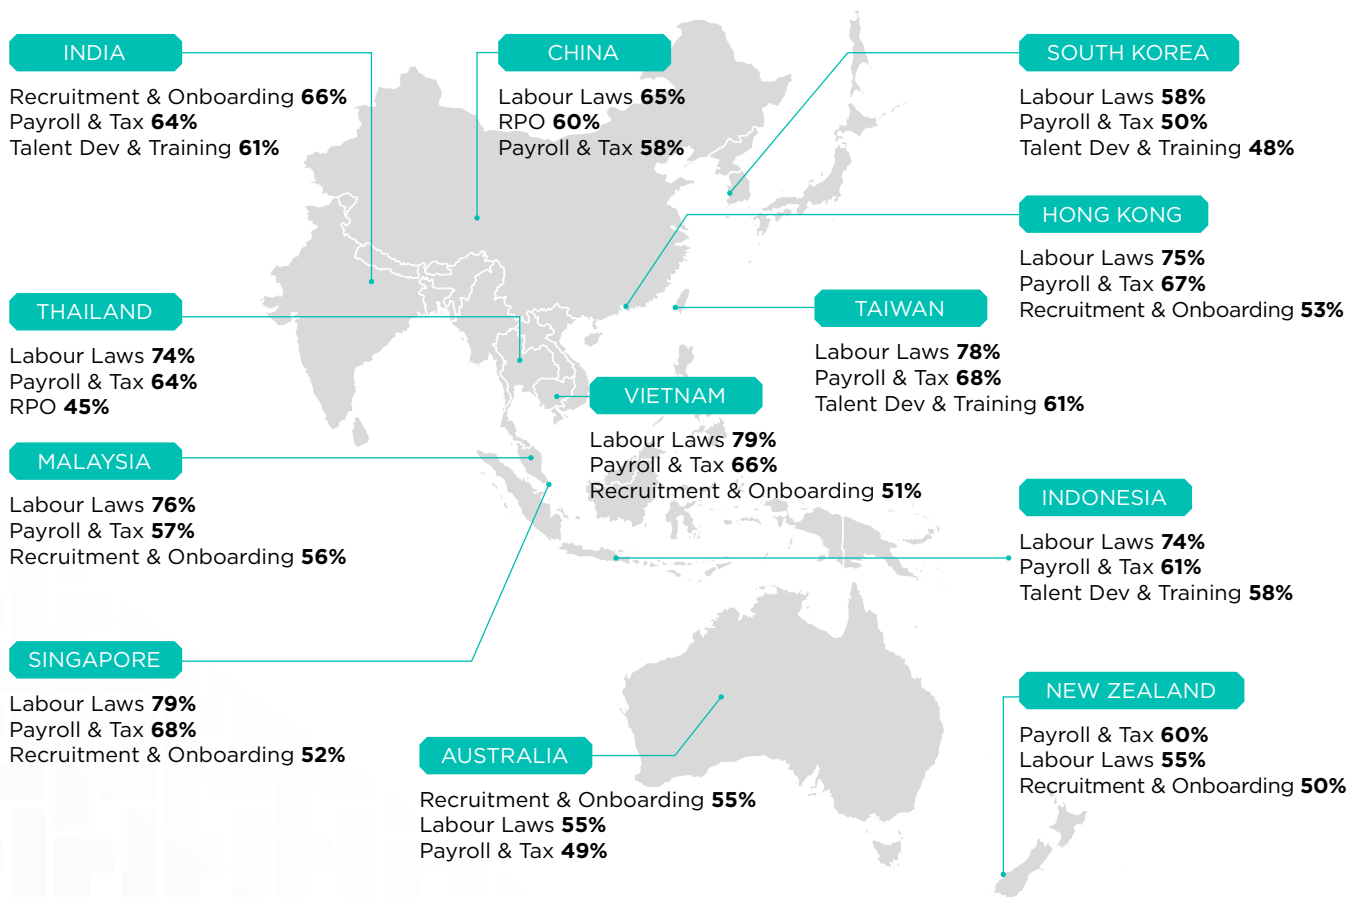 INDIA
Recruitment & Onboarding 66%
Payroll & Tax 64%
Talent Dev & Training 61%
CHINA
Labour Laws 65%
RPO 60%
Payroll & Tax 58%
SOUTH KOREA
Labour Laws 58%
Payroll & Tax 50%
Talent Dev & Training 48%
HONG KONG
Labour Laws 75%
Payroll & Tax 67%
Recruitment & Onboarding 53%
THAILAND
Labour Laws 74%
Payroll & Tax 64%
RPO 45%
TAIWAN
Labour Laws 78%
Payroll & Tax 68%
Talent Dev & Training 61%
VIETNAM
Labour Laws 79%
Payroll & Tax 66%
Recruitment & Onboarding 51%
MALAYSIA
Labour Laws 76%
Payroll & Tax 57%
Recruitment & Onboarding 56%
INDONESIA
Labour Laws 74%
Payroll & Tax 61%
Talent Dev & Training 58%
SINGAPORE
Labour Laws 79%
Payroll & Tax 68%
Recruitment & Onboarding 52%
AUSTRALIA
Recruitment & Onboarding 55%
Labour Laws 55%
Payroll & Tax 49%
NEW ZEALAND
Payroll & Tax 60%
Labour Laws 55%
Recruitment & Onboarding 50%